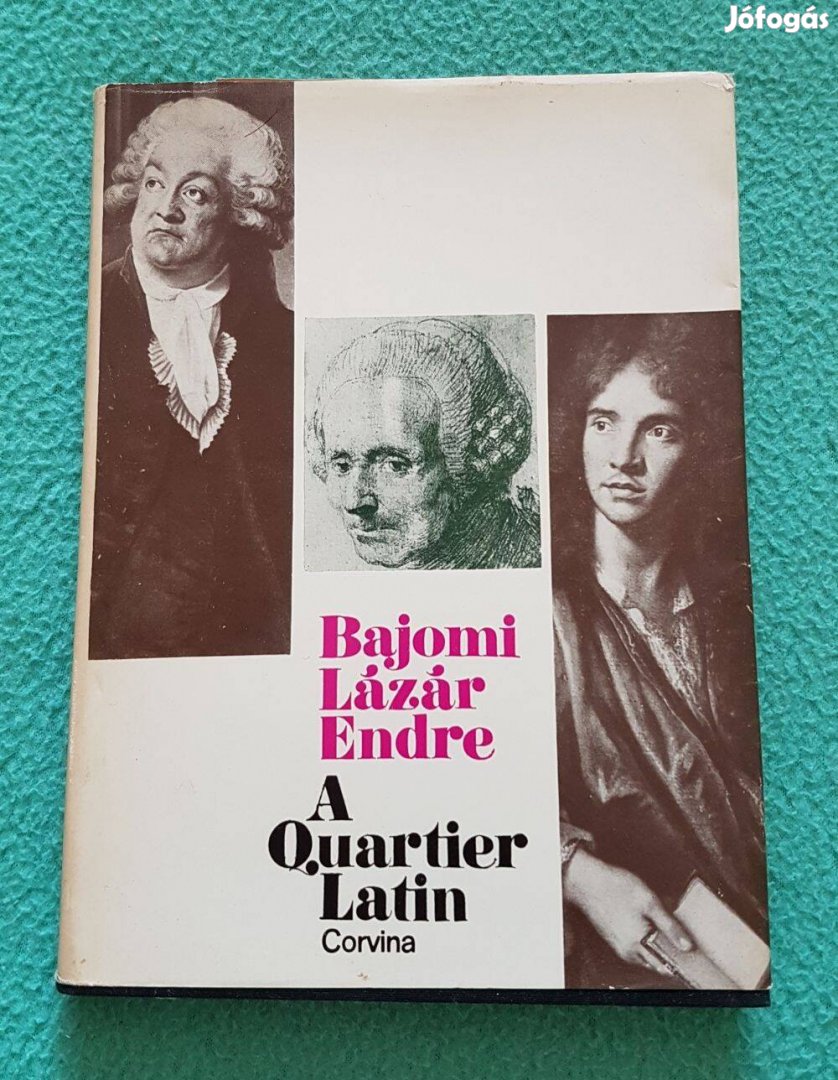 Jófogás
Bajomi
Lázár
Endre
A
Quartier
Latin
Corvina